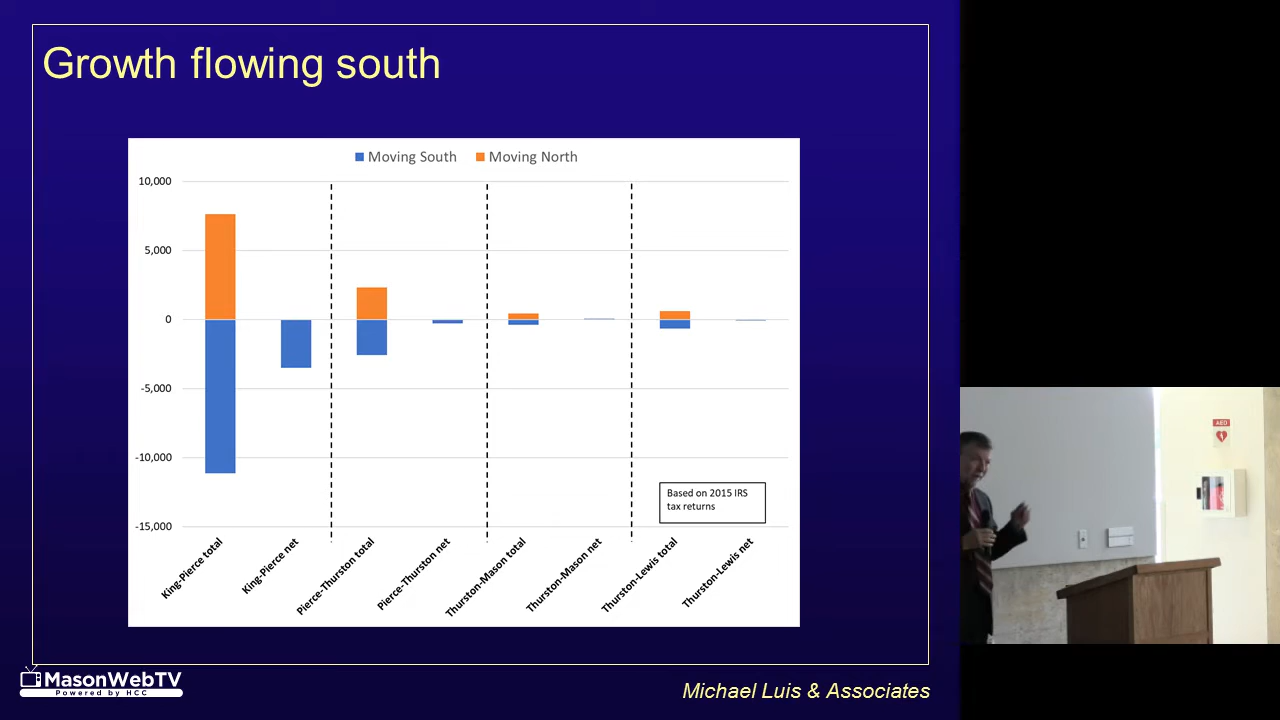 Growth flowing south
Moving South
Moving North
10,000
5,000
0
-5,000
-10,000
-15,000
Based on 2015 IRS
tax returns
King-Pierce total
King-Pierce net
Pierce-Thurston total
Pierce-Thurston net
Thurston-Mason total
Thurston-Mason net
Thurston-Lewis total
Thurston-Lewis net
AED
MasonWebTV
Powered by HCC
Michael Luis & Associates